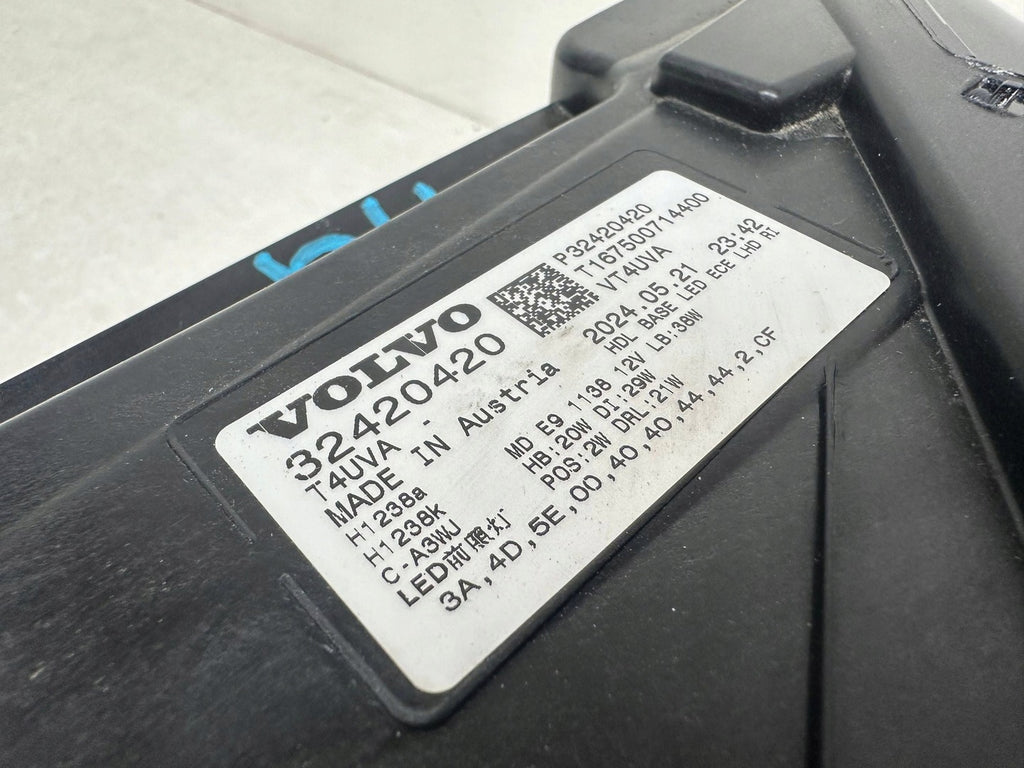 VOLVO
32420420
T4UVA -
MADE IN Austria
H1238a
H1238k
C-A3WJ
LED前照灯
3A,4D,5E,00,40,40,44,44,2,CF
P32420420
T167500714400
VT4UVA
2024.05.21 23:42
HDL BASE LED ECE LHD RI
MD E9 1138 12V LB:38W
HB:20W DI:29W
POS:2W DRL:21W